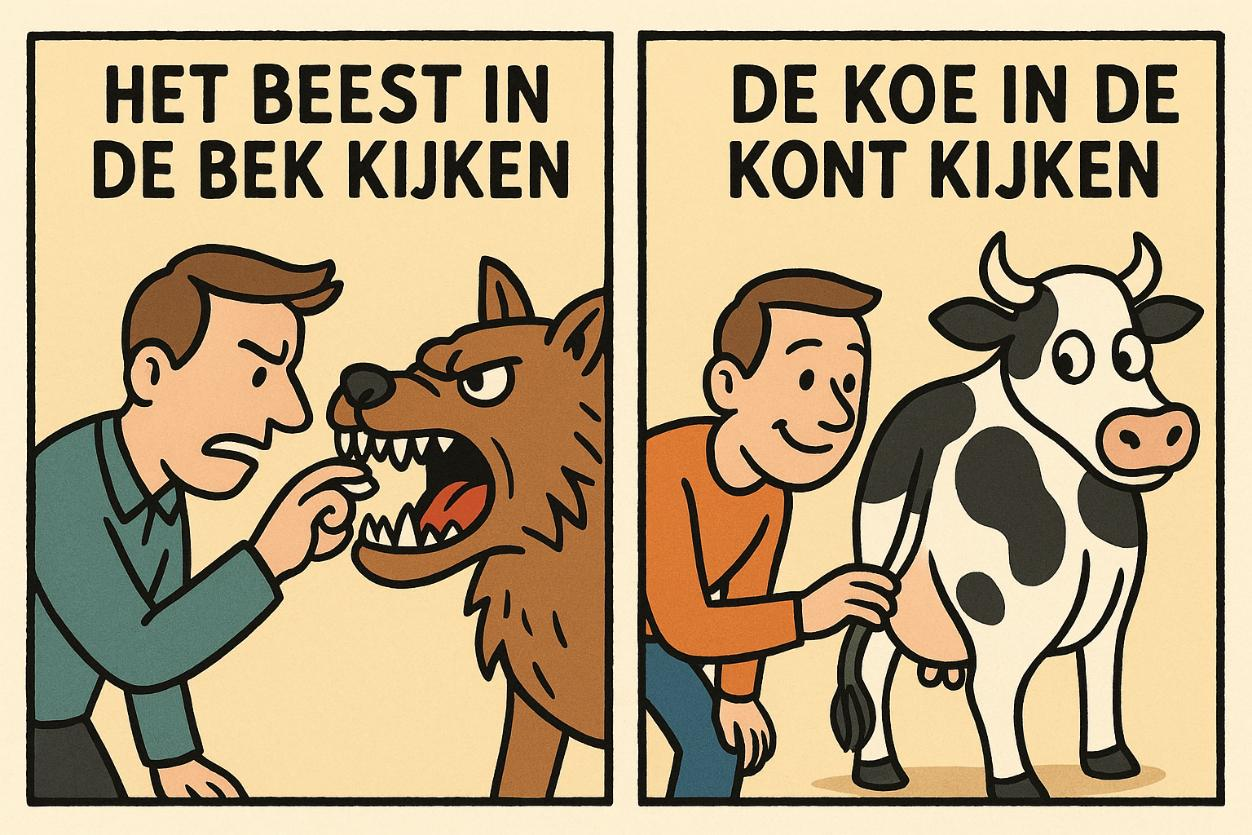 HET BEEST IN
DE BEK KIJKEN
DE KOE IN DE
KONT KIJKEN